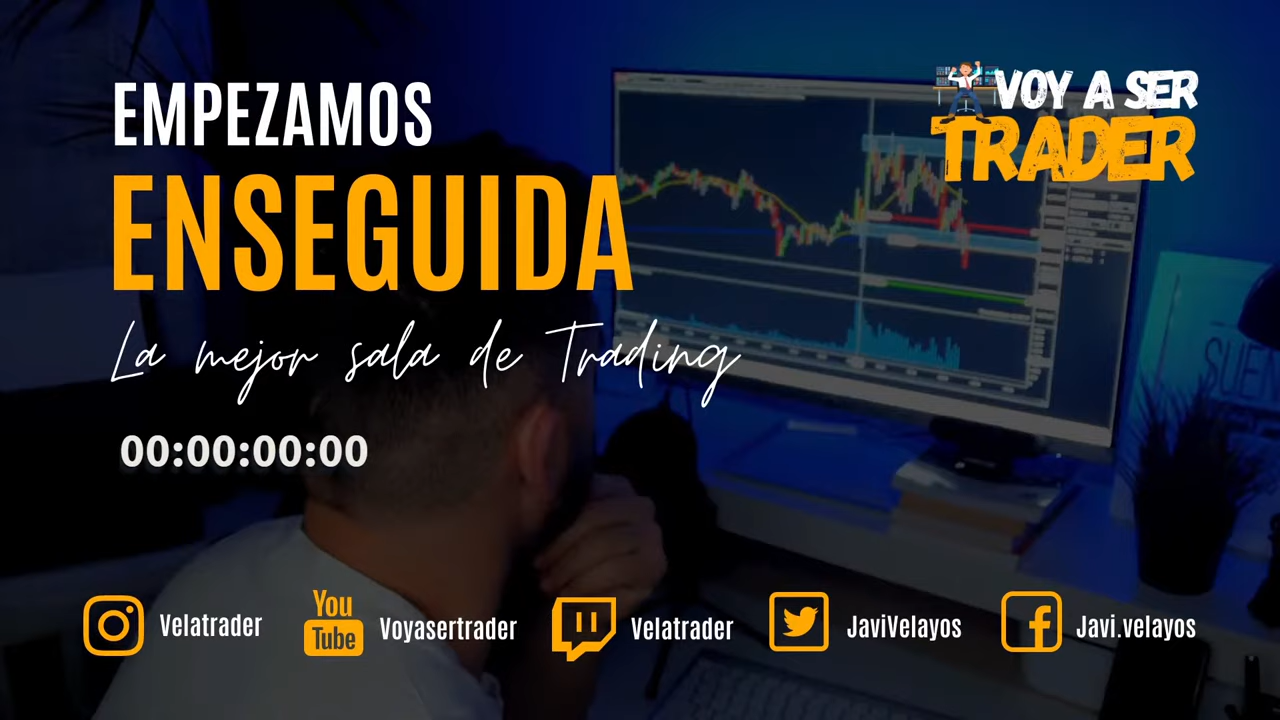 EMPEZAMOS
ENSEGUIDA
La mejor sala de Trading
00:00:00:00
VOY A SER
TRADER
Velatrader
You
Tube
Voyasertrader
Velatrader
JaviVelayos
Javi.velayos